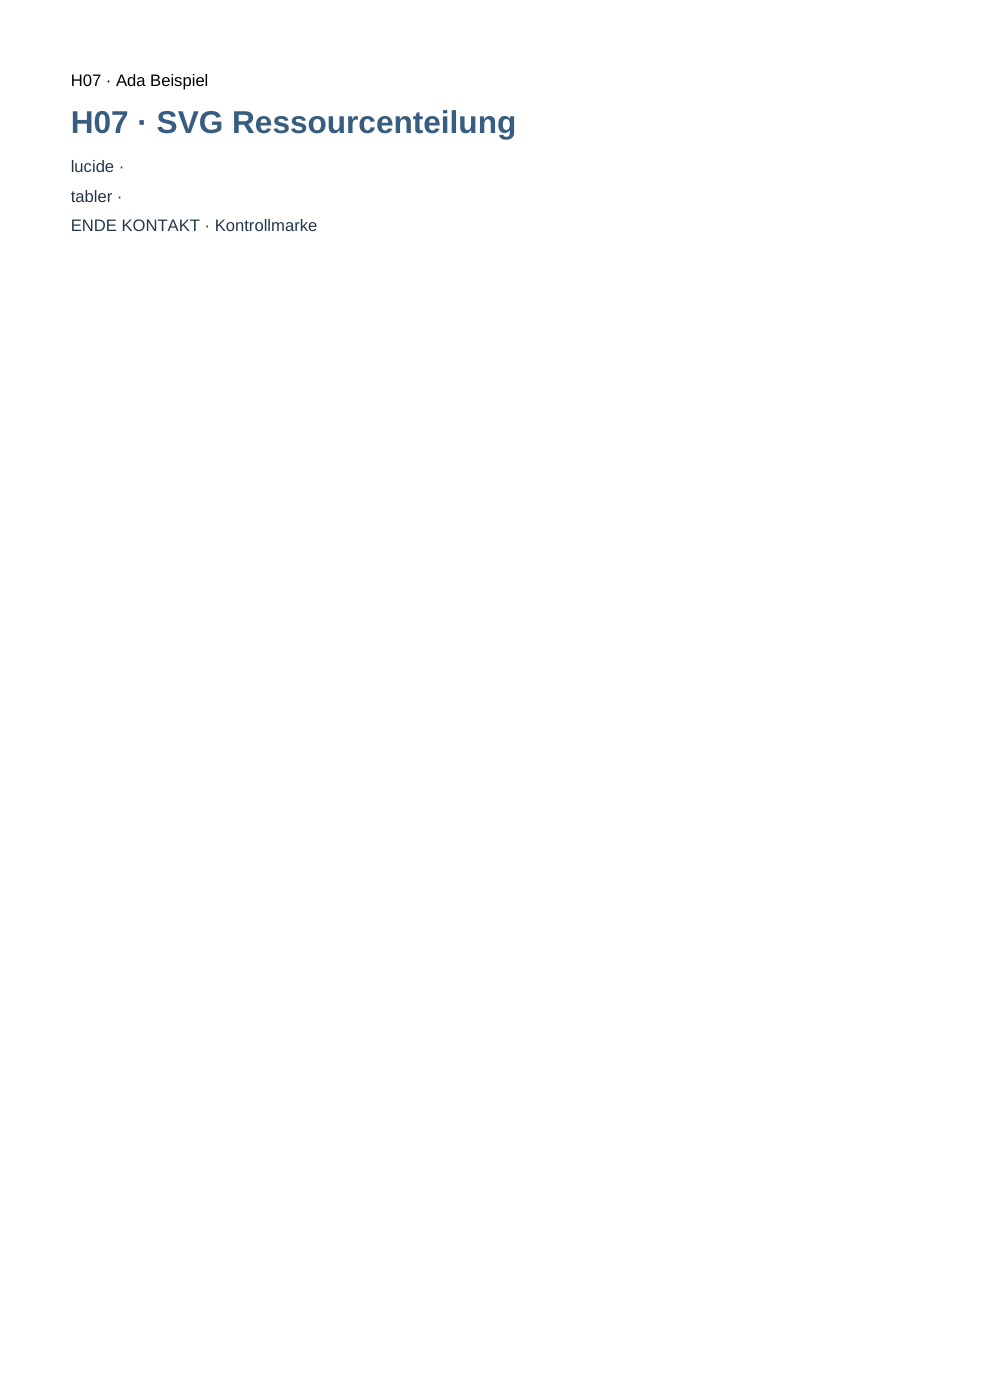 H07 · Ada Beispiel
H07 · SVG Ressourcenteilung
lucide ·
tabler ·
ENDE KONTAKT · Kontrollmarke